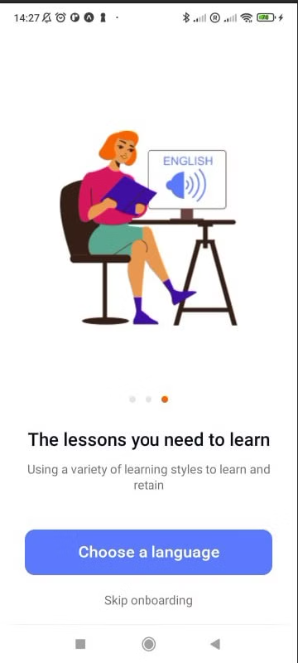 14:27
ENGLISH
The lessons you need to learn
Using a variety of learning styles to learn and
retain
Choose a language
Skip onboarding